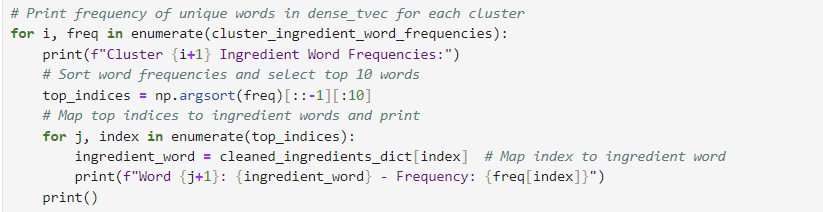 # Print frequency of unique words in dense_tvec for each cluster
for i, freq in enumerate(cluster_ingredient_word_frequencies):
    print(f"Cluster {i+1} Ingredient Word Frequencies:")
    # Sort word frequencies and select top 10 words
    top_indices = np.argsort(freq)[::-1][:10]
    # Map top indices to ingredient words and print
    for j, index in enumerate(top_indices):
        ingredient_word = cleaned_ingredients_dict[index]  # Map index to ingredient word
        print(f"Word {j+1}: {ingredient_word} - Frequency: {freq[index]}")
    print()